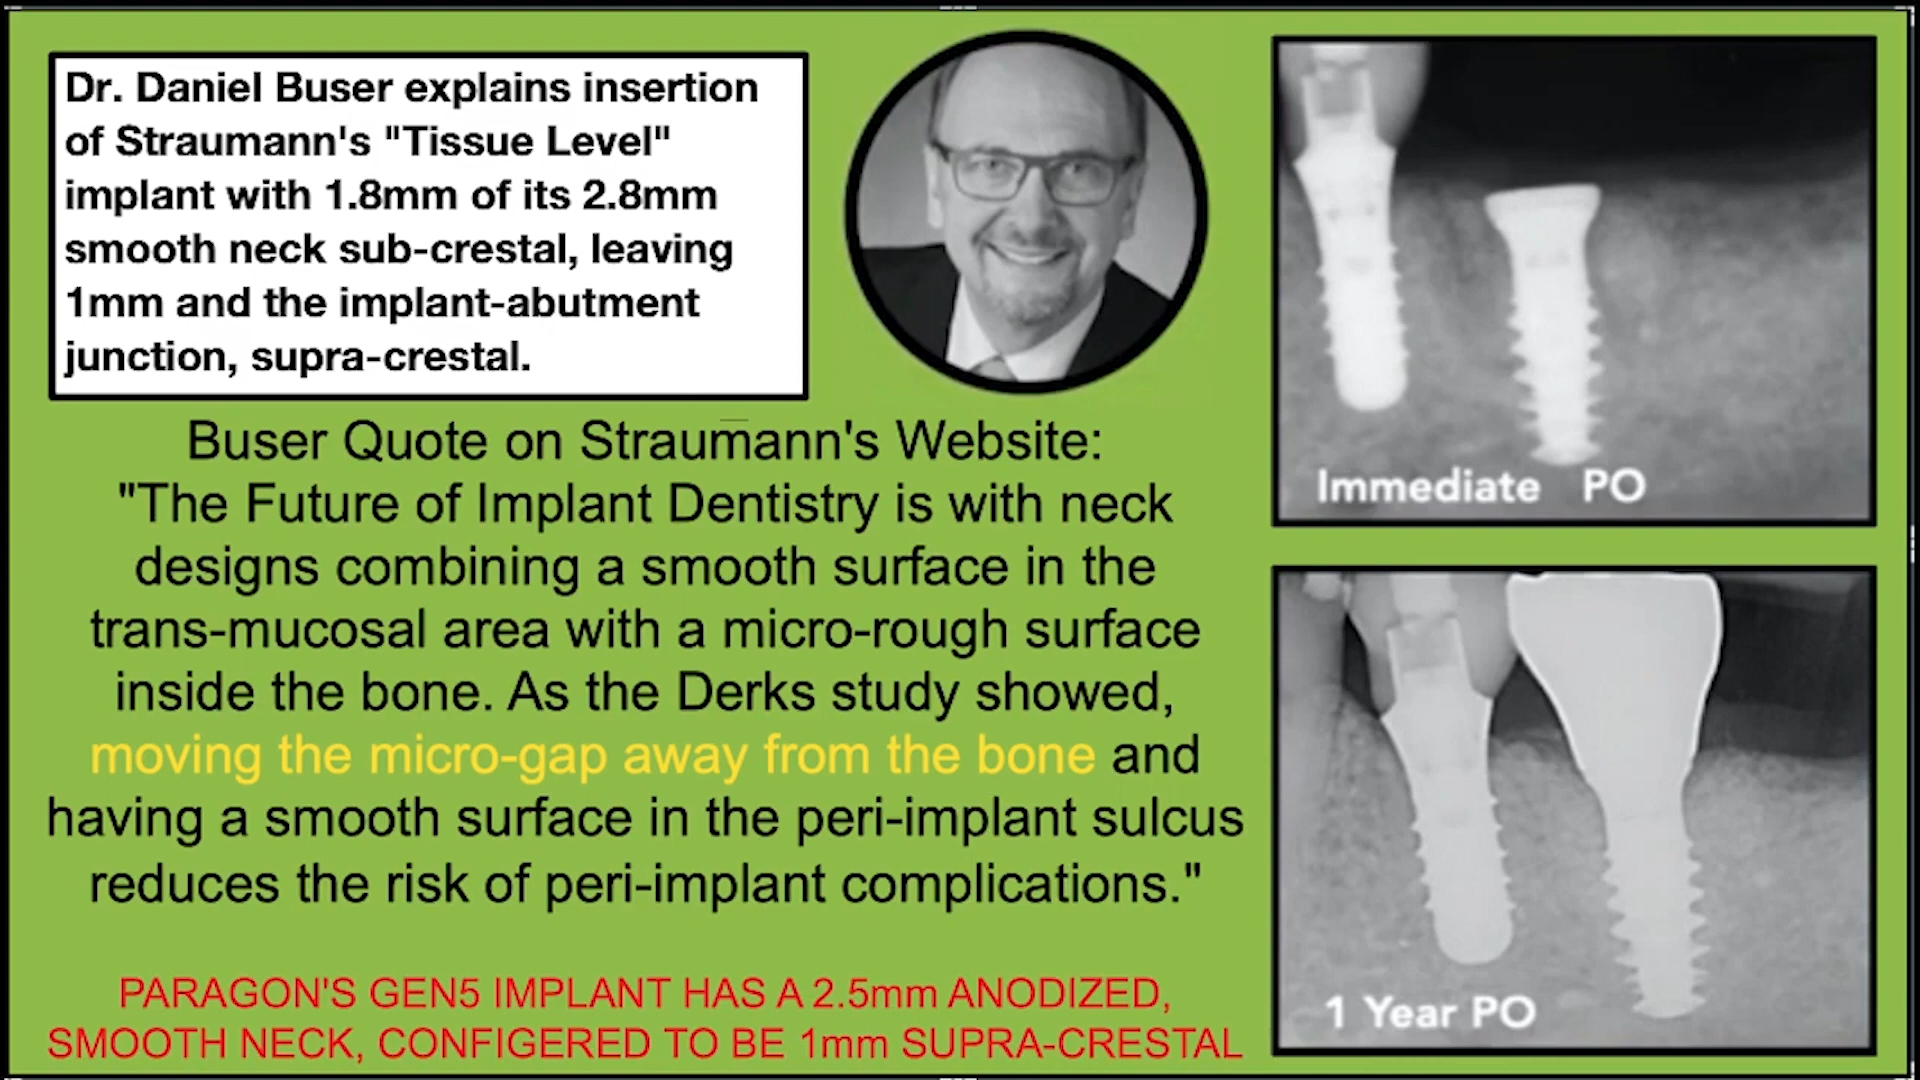 Dr. Daniel Buser explains insertion
of Straumann's "Tissue Level"
implant with 1.8mm of its 2.8mm
smooth neck sub-crestal, leaving
1mm and the implant-abutment
junction, supra-crestal.
Buser Quote on Straumann's Website:
"The Future of Implant Dentistry is with neck
designs combining a smooth surface in the
trans-mucosal area with a micro-rough surface
inside the bone. As the Derks study showed,
moving the micro-gap away from the bone and
having a smooth surface in the peri-implant sulcus
reduces the risk of peri-implant complications."
PARAGON'S GEN5 IMPLANT HAS A 2.5mm ANODIZED,
SMOOTH NECK, CONFIGERED TO BE 1mm SUPRA-CRESTAL
Immediate PO
1 Year PO